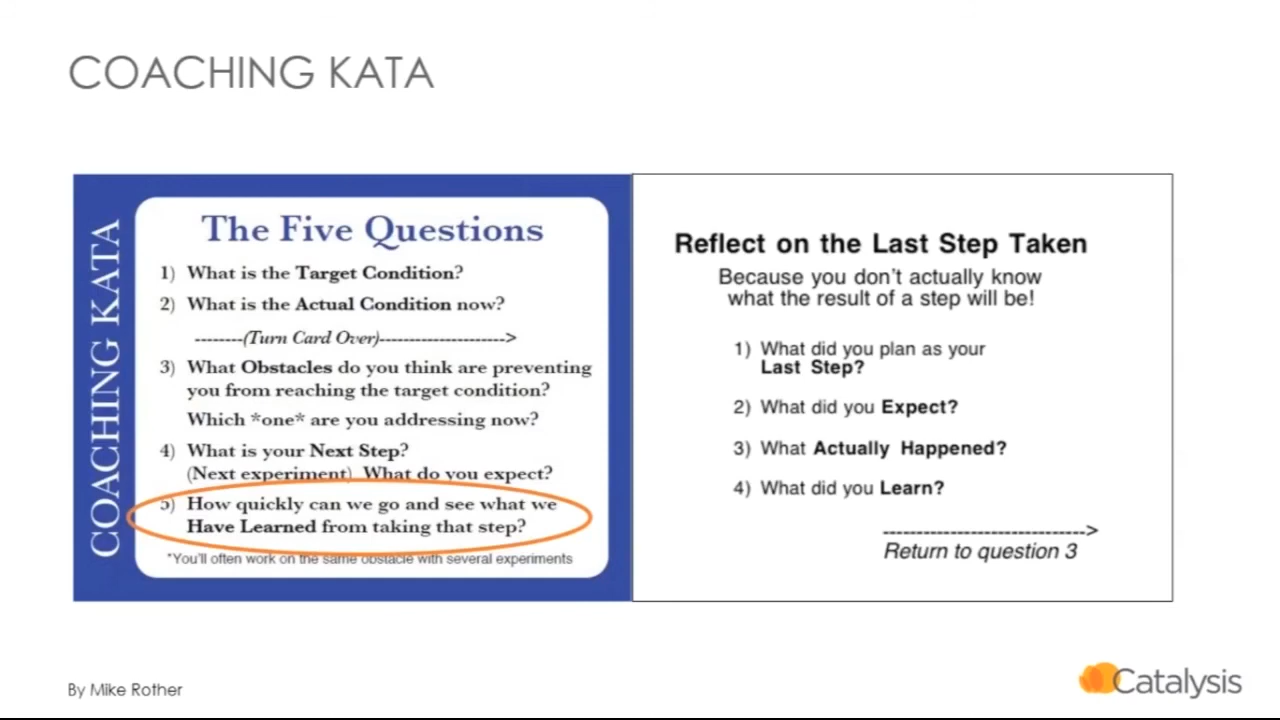 COACHING KATA
COACHING KATA
The Five Questions
1) What is the Target Condition?
2) What is the Actual Condition now?
--------(Turn Card Over)---------------------->
3) What Obstacles do you think are preventing
you from reaching the target condition?
Which *one* are you addressing now?
4) What is your Next Step?
(Next experiment) What do you expect?
5) How quickly can we go and see what we
Have Learned from taking that step?
*You'll often work on the same obstacle with several experiments
Reflect on the Last Step Taken
Because you don't actually know
what the result of a step will be!
1) What did you plan as your
Last Step?
2) What did you Expect?
3) What Actually Happened?
4) What did you Learn?
---------------------------->
Return to question 3
By Mike Rother
Catalysis